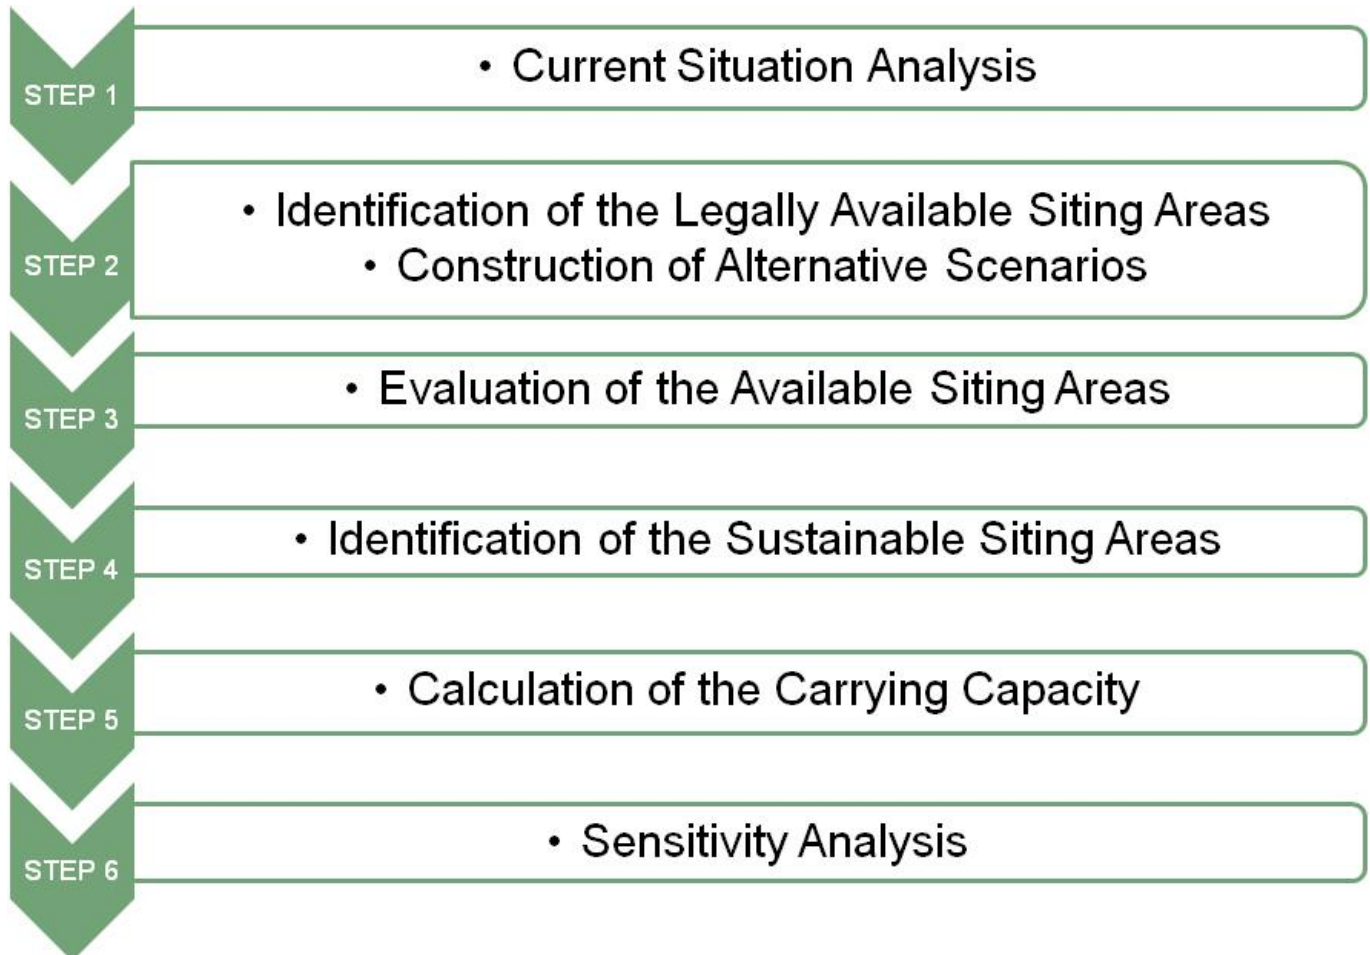 STEP 1
• Current Situation Analysis
STEP 2
• Identification of the Legally Available Siting Areas
• Construction of Alternative Scenarios
STEP 3
• Evaluation of the Available Siting Areas
STEP 4
• Identification of the Sustainable Siting Areas
STEP 5
• Calculation of the Carrying Capacity
STEP 6
• Sensitivity Analysis